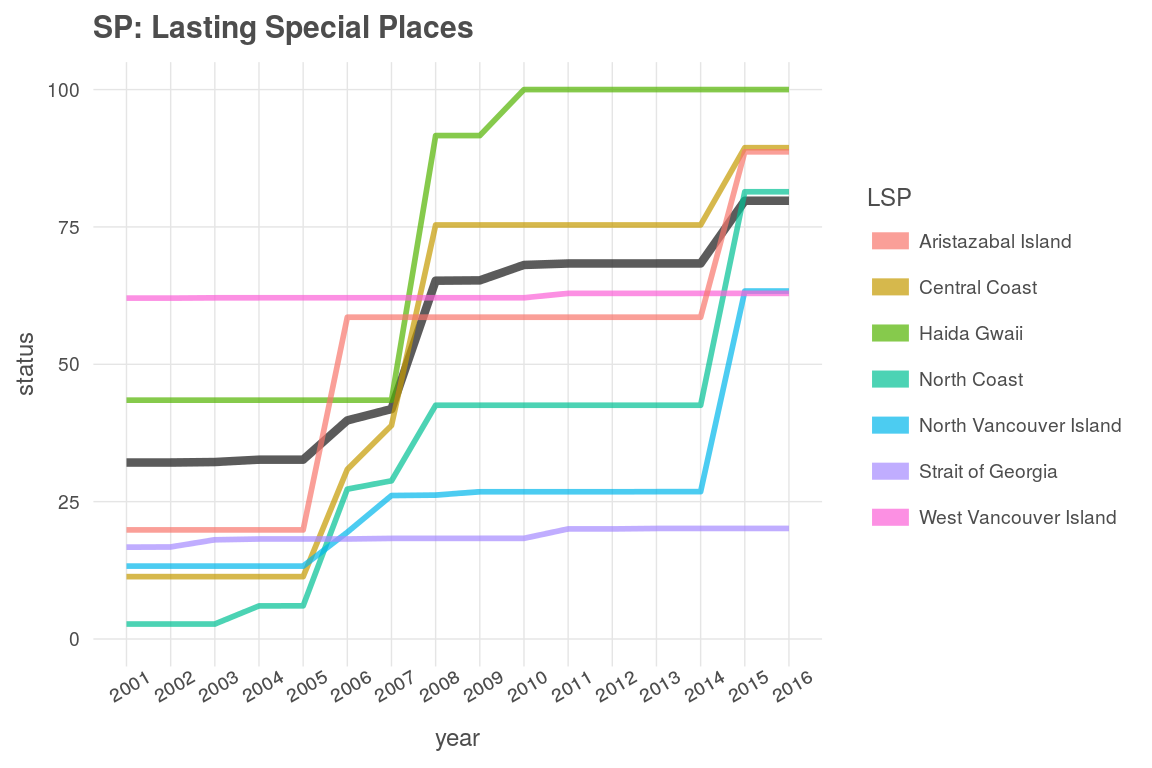 SP: Lasting Special Places
status
100
75
50
25
0
2001 2002 2003 2004 2005 2006 2007 2008 2009 2010 2011 2012 2013 2014 2015 2016
year
LSP
Aristazabal Island
Central Coast
Haida Gwaii
North Coast
North Vancouver Island
Strait of Georgia
West Vancouver Island